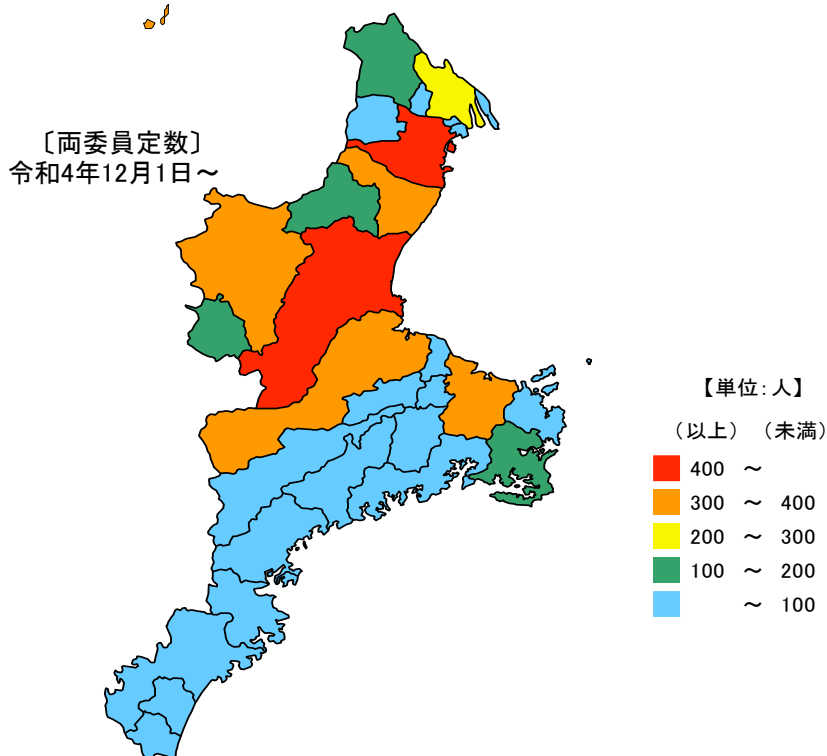 〔両委員定数〕
令和4年12月1日～
【単位：人】
（以上）（未満）
400 ～
300 ～ 400
200 ～ 300
100 ～ 200
～ 100